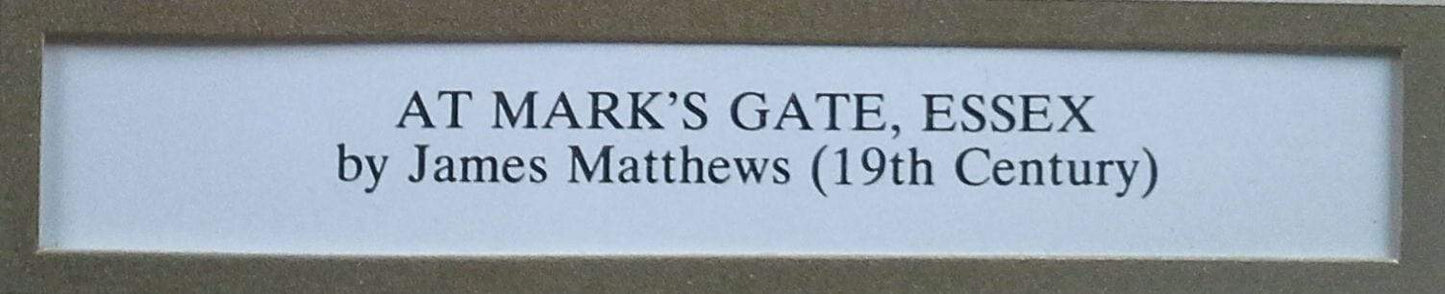 AT MARK'S GATE, ESSEX
by James Matthews (19th Century)